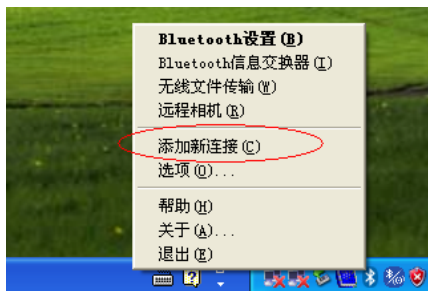 Bluetooth设置(B)
Bluetooth信息交换器(I)
无线文件传输(W)
远程相机(R)
添加新连接(C)
选项(O)...
帮助(H)
关于(A)...
退出(E)